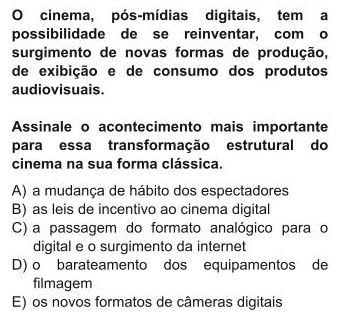 O cinema, pós-mídias digitais, tem a
possibilidade de se reinventar, com o
surgimento de novas formas de produção,
de exibição e de consumo dos produtos
audiovisuais.
Assinale o acontecimento mais importante
para essa transformação estrutural do
cinema na sua forma clássica.
A) a mudança de hábito dos espectadores
B) as leis de incentivo ao cinema digital
C) a passagem do formato analógico para o
digital e o surgimento da internet
D) o barateamento dos equipamentos de
filmagem
E) os novos formatos de câmeras digitais